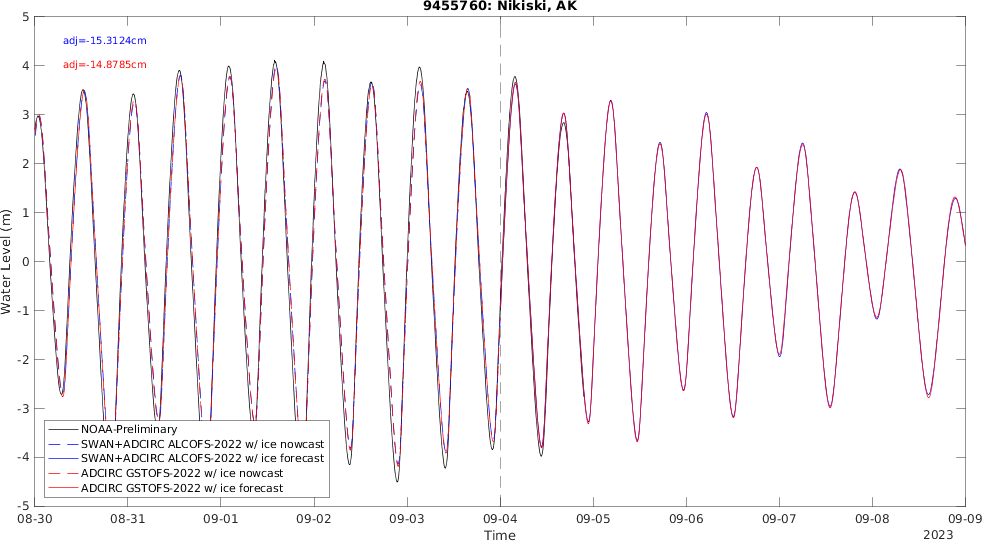 9455760: Nikiski, AK
adj=-15.3124cm
adj=-14.8785cm
Water Level (m)
5
4
3
2
1
0
-1
-2
-3
-4
-5
NOAA-Preliminary
SWAN+ADCIRC ALCOFS-2022 w/ ice nowcast
SWAN+ADCIRC ALCOFS-2022 w/ ice forecast
ADCIRC GSTOFS-2022 w/ ice nowcast
ADCIRC GSTOFS-2022 w/ ice forecast
08-30 08-31 09-01 09-02 09-03 09-04 09-05 09-06 09-07 09-08 09-09
Time
2023